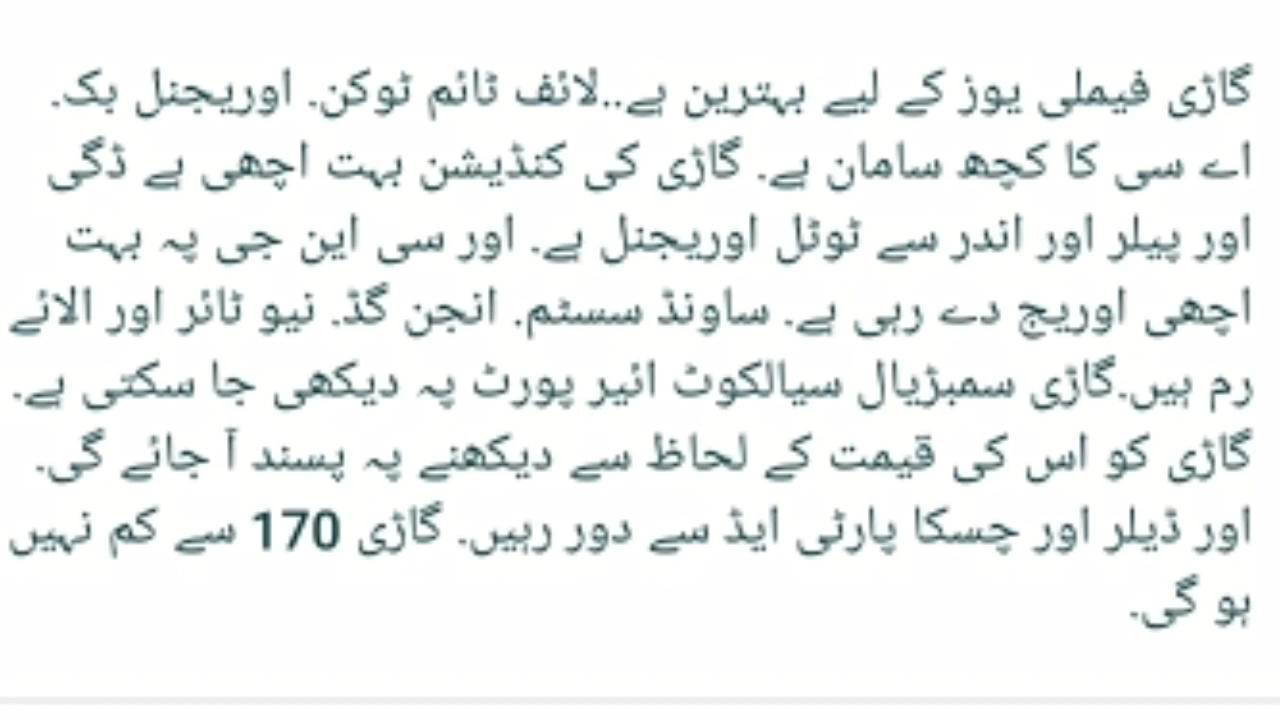 گاڑی فیملی یوز کے لیے بہترین ہے..لائف ٹائم ٹوکن. اوریجنل بک.
اے سی کا کچھ سامان ہے. گاڑی کی کنڈیشن بہت اچھی ہے ڈگی
اور پیلر اور اندر سے ٹوٹل اوریجنل ہے. اور سی این جی پہ بہت
اچھی اوریج دے رہی ہے. ساونڈ سسٹم. انجن گڈ. نیو ٹائر اور الائے
رم ہیں.گاڑی سمبڑیال سیالکوٹ ائیر پورٹ پہ دیکھی جا سکتی ہے.
گاڑی کو اس کی قیمت کے لحاظ سے دیکھنے پہ پسند آ جائے گی.
اور ڈیلر اور چسکا پارٹی ایڈ سے دور رہیں. گاڑی 170 سے کم نہیں
ہو گی.